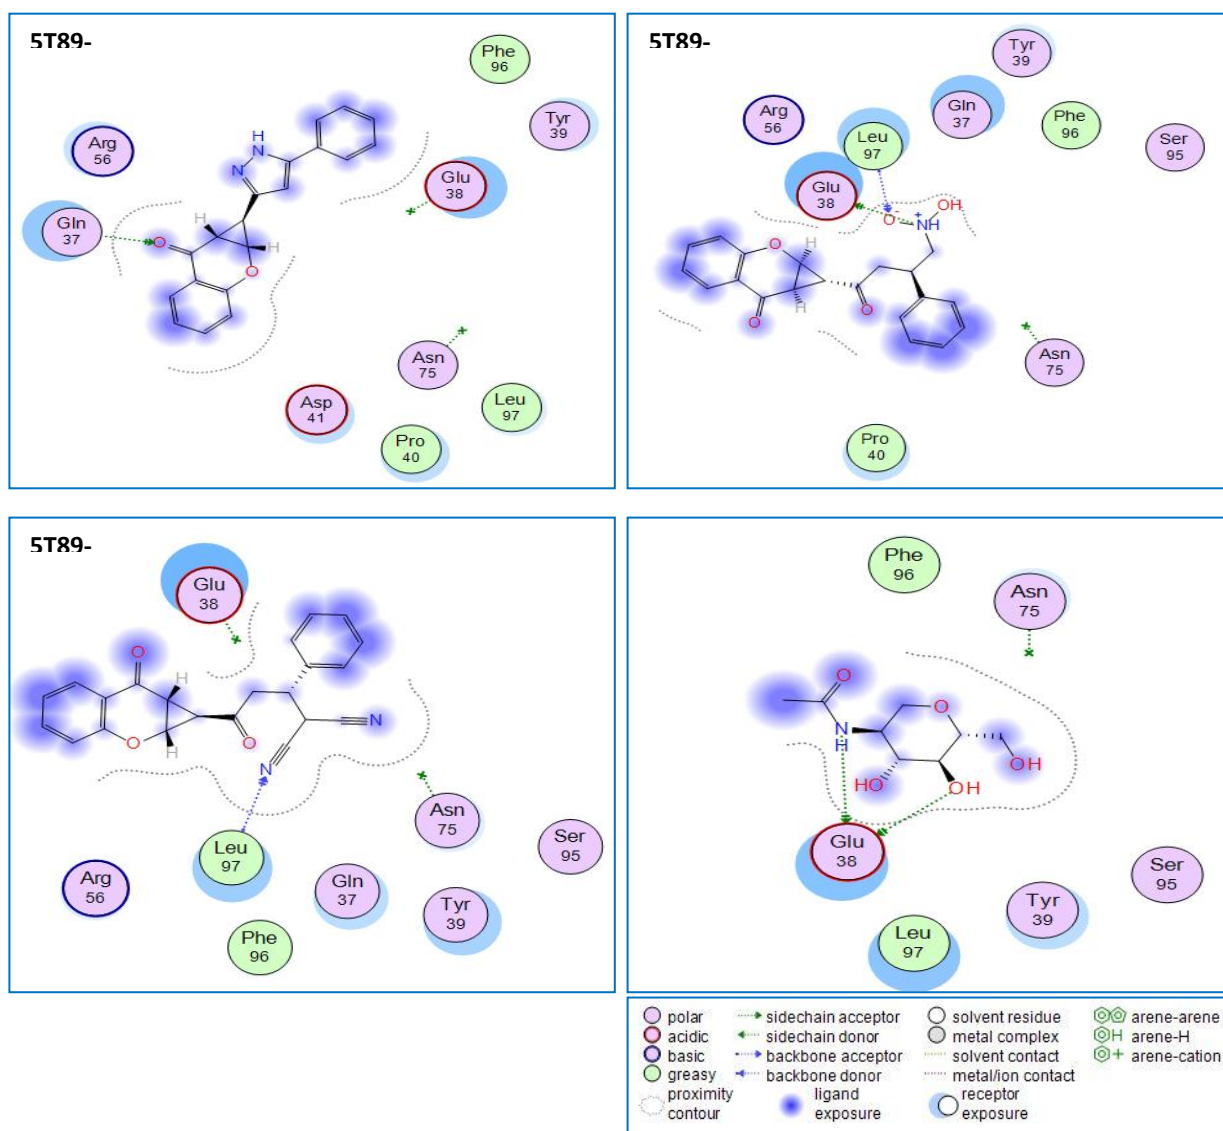 5T89-
Phe
96
Tyr
39
Arg
56
Glu
38
Gln
37
H
N
N
H
O
H
O
Asn
75
Leu
97
Asp
41
Pro
40
5T89-
Tyr
39
Arg
56
Gln
37
Leu
97
Phe
96
Ser
95
Glu
38
OH
O-
+
NH
O
H
H
O
O
Asn
75
Pro
40
5T89-
Glu
38
O
H
N
O
H
O
N
Asn
75
Leu
97
Ser
95
Arg
56
Gln
37
Tyr
39
Phe
96
Phe
96
Asn
75
O
O
N
H
HO
OH
OH
Glu
38
Ser
95
Tyr
39
Leu
97
polar
acidic
basic
greasy
proximity
contour
sidechain acceptor
sidechain donor
backbone acceptor
backbone donor
ligand
exposure
solvent residue
metal complex
solvent contact
metal/ion contact
receptor
exposure
arene-arene
H arene-H
+ arene-cation